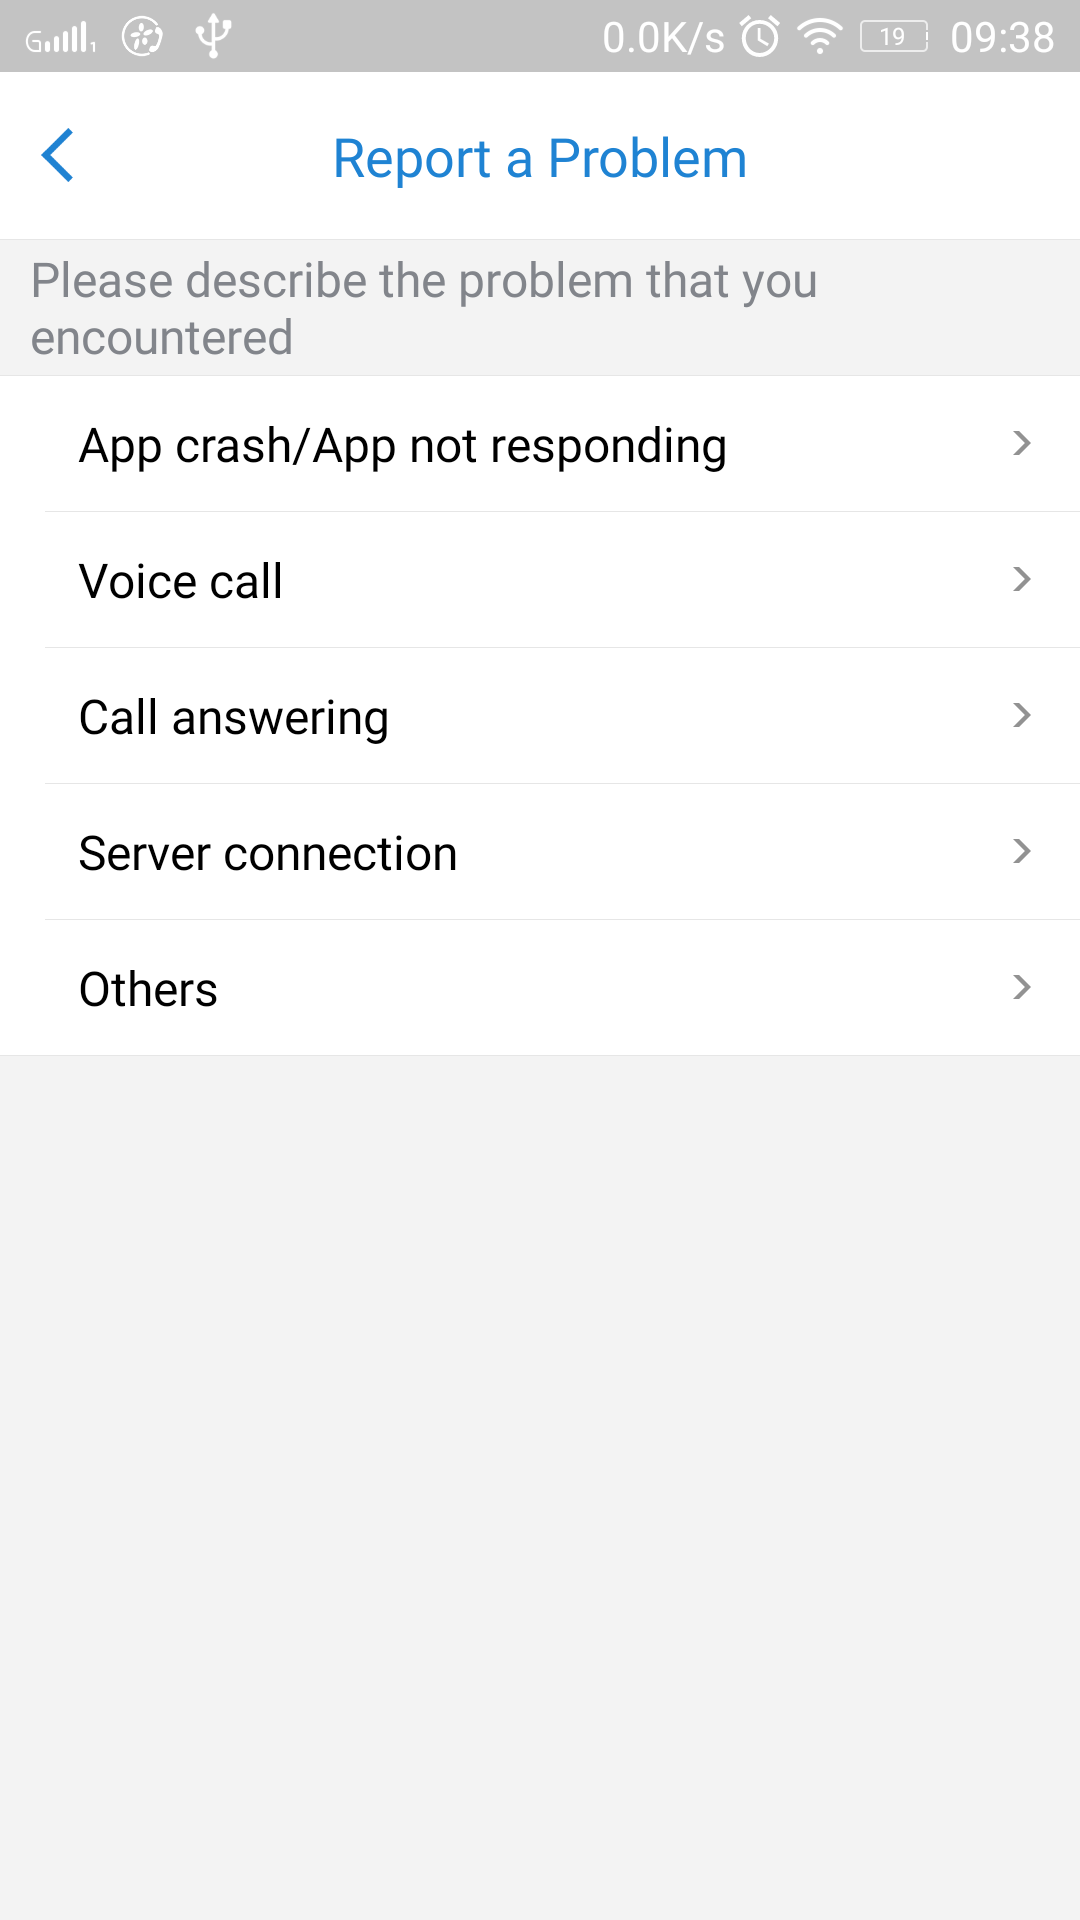 G 1 0.0K/s 19 09:38
Report a Problem
Please describe the problem that you
encountered
App crash/App not responding
Voice call
Call answering
Server connection
Others